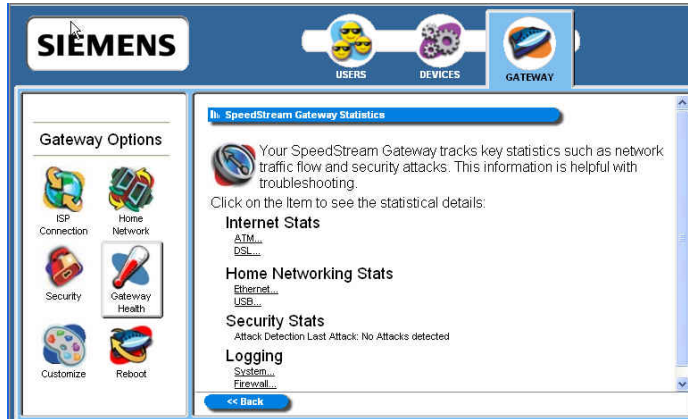 SIEMENS
USERS
DEVICES
GATEWAY
Gateway Options
ISP
Connection
Home
Network
Security
Gateway
Health
Customize
Reboot
SpeedStream Gateway Statistics
Your SpeedStream Gateway tracks key statistics such as network
traffic flow and security attacks. This information is helpful with
troubleshooting.
Click on the Item to see the statistical details:
Internet Stats
ATM...
DSL...
Home Networking Stats
Ethernet...
USB...
Security Stats
Attack Detection Last Attack: No Attacks detected
Logging
System...
Firewall...
<< Back